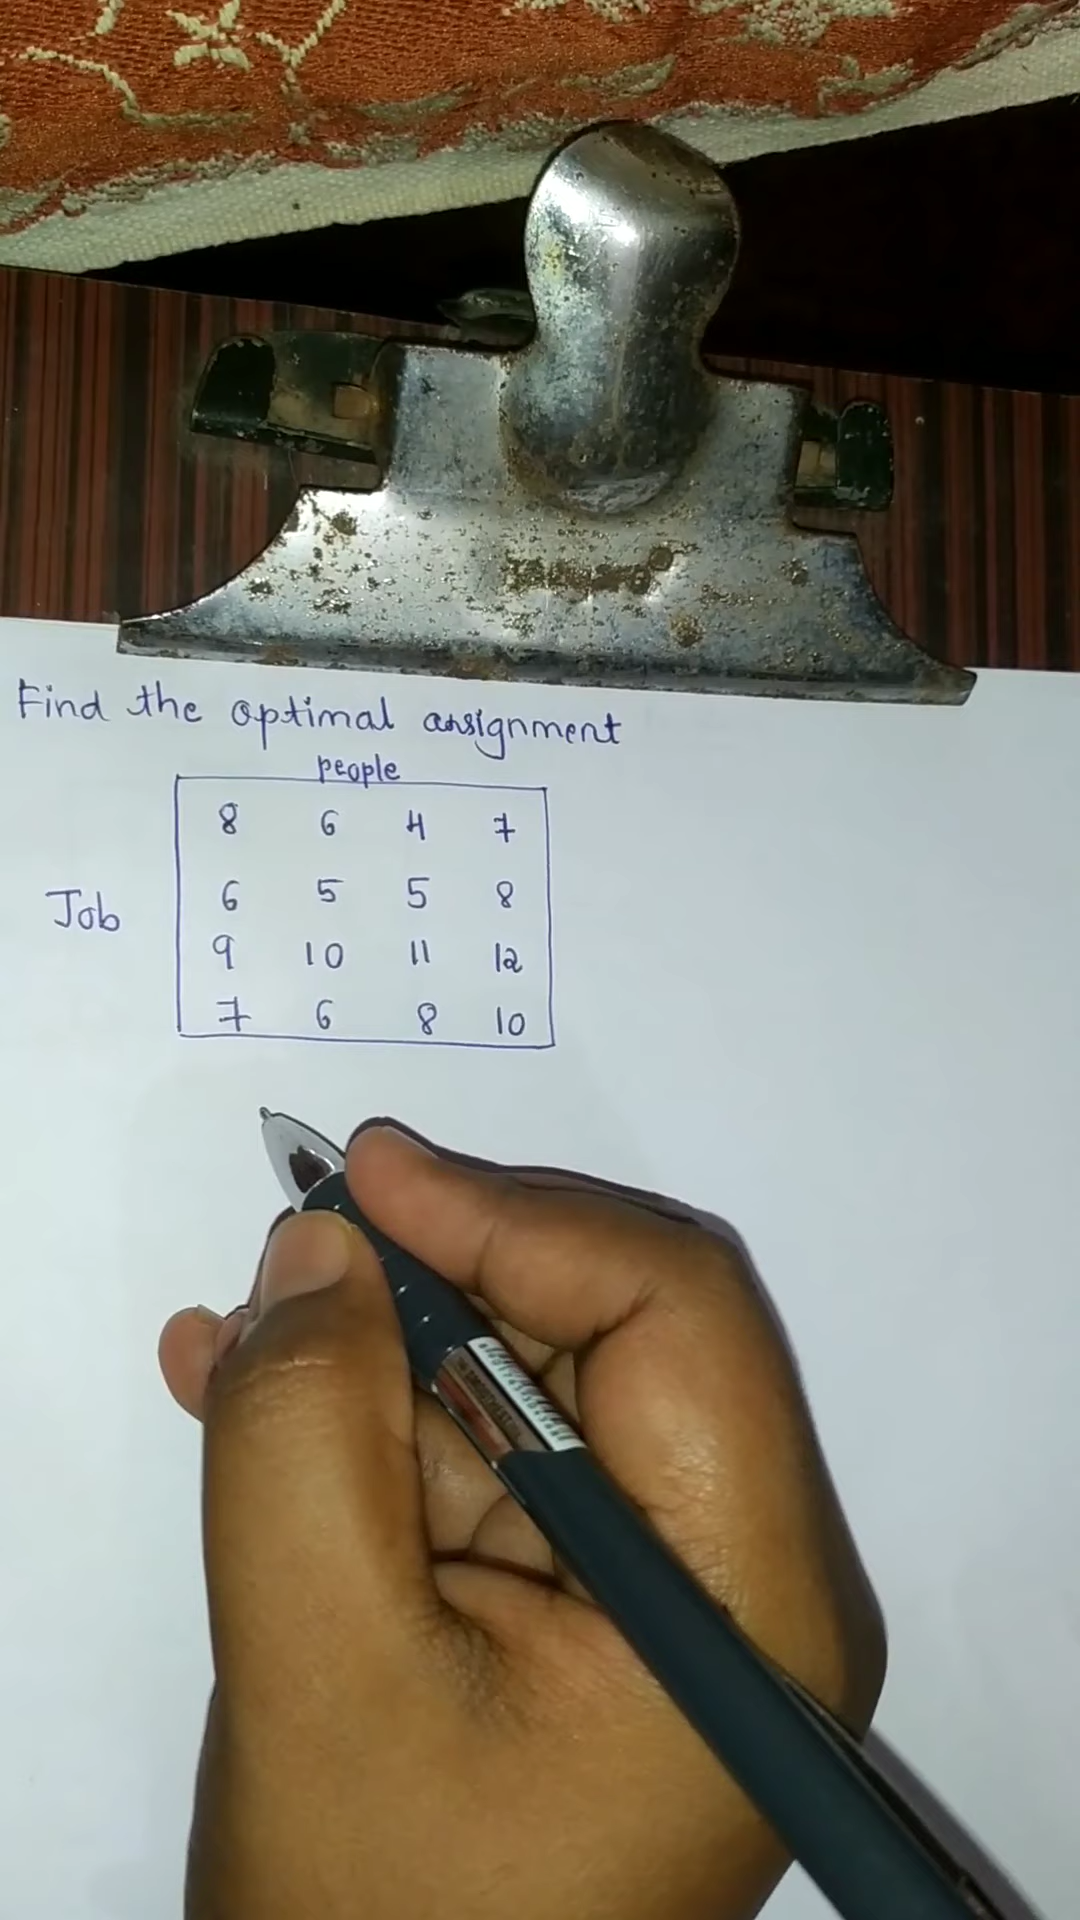 Find the optimal assignment
people
8 6 4 7
Job
6 5 5 8
9 10 11 12
7 6 8 10